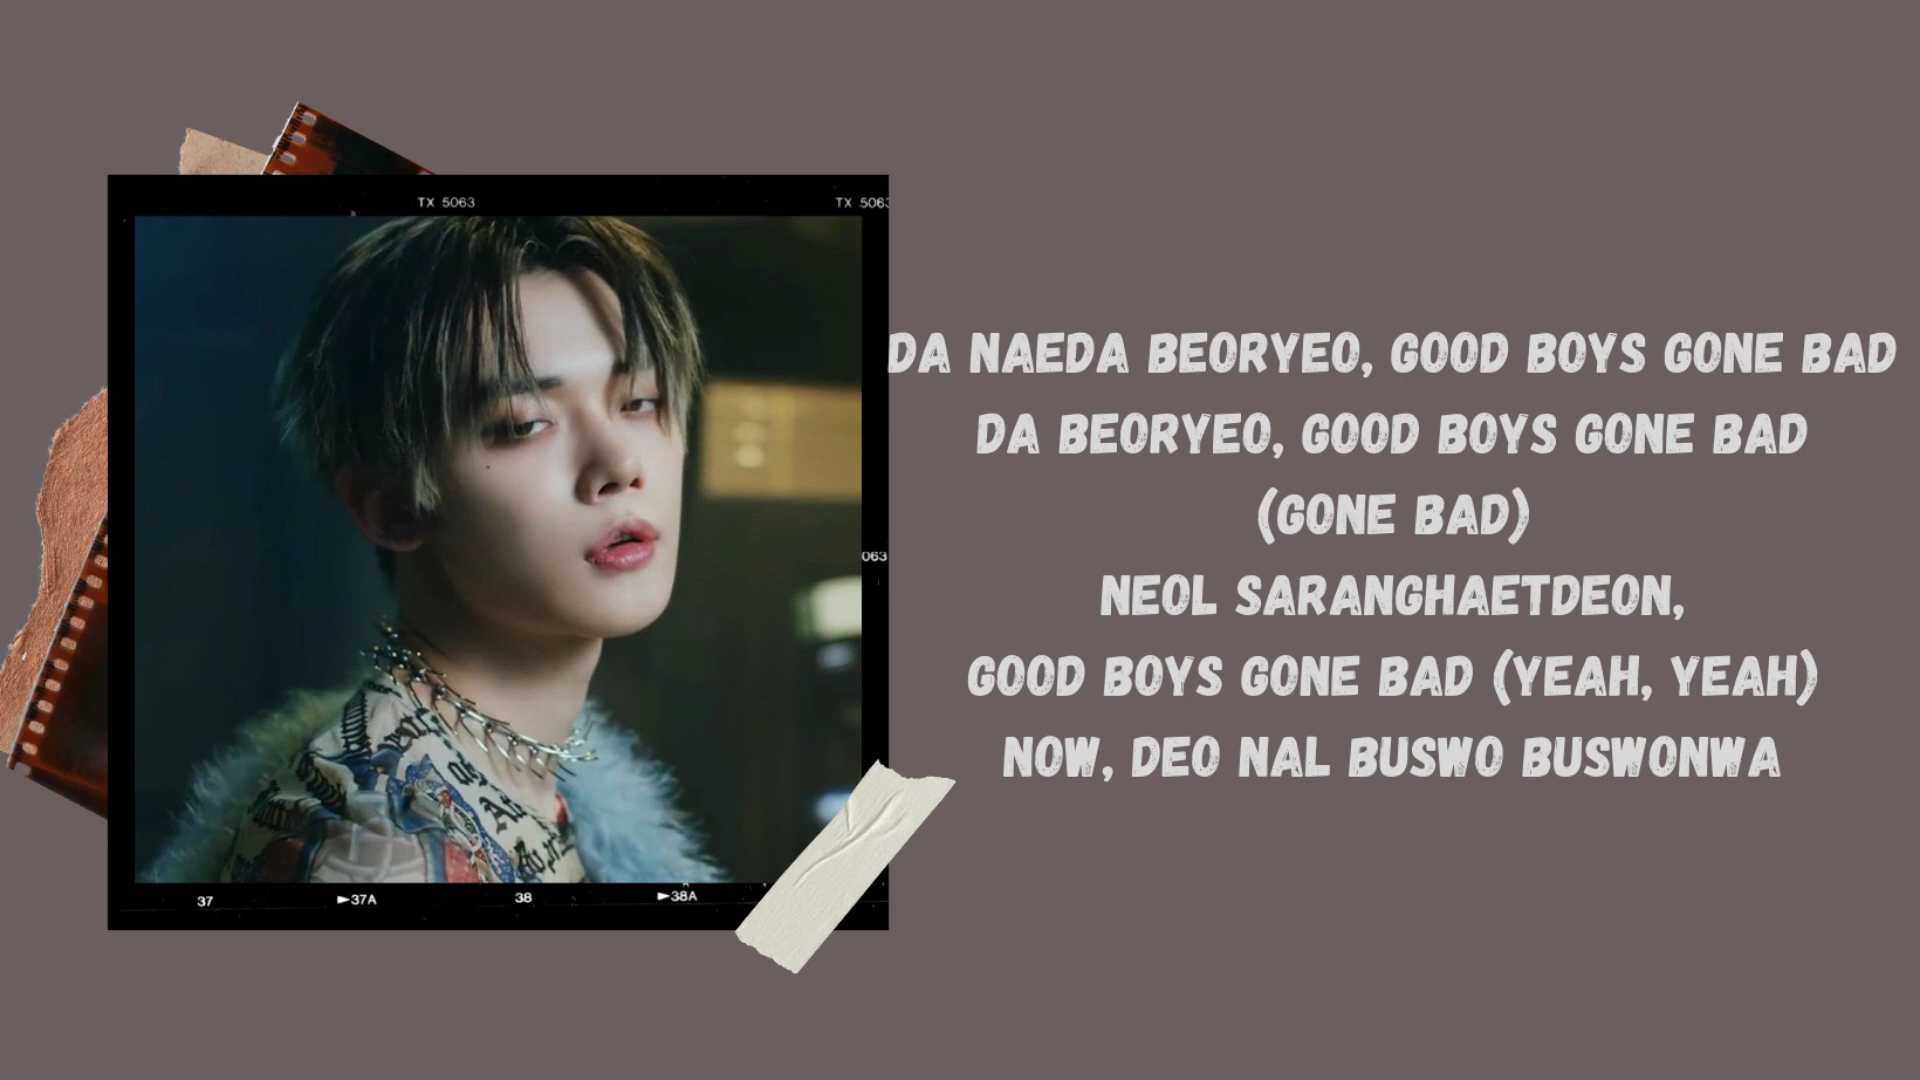 TX 5063
TX 5063
DA NAEDA BEORYEO, GOOD BOYS GONE BAD
DA BEORYEO, GOOD BOYS GONE BAD
(GONE BAD)
063
NEOL SARANGHAETDEON,
GOOD BOYS GONE BAD (YEAH, YEAH)
NOW, DEO NAL BUSWO BUSWONWA
37
►37A
38
►38A